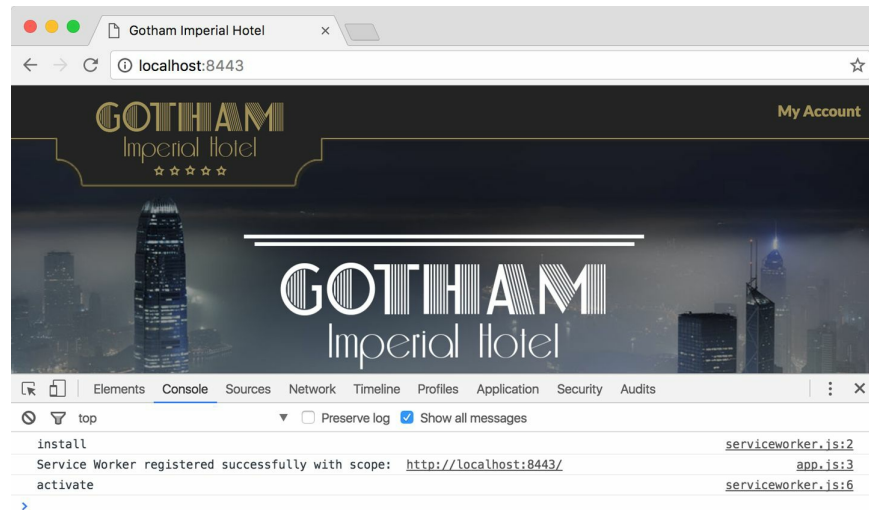 Gotham Imperial Hotel
localhost:8443
GOTHAM
Imperial Hotel
My Account
GOTHAM
Imperial Hotel
Elements Console Sources Network Timeline Profiles Application Security Audits
top Preserve log Show all messages
install serviceworker.js:2
Service Worker registered successfully with scope: http://localhost:8443/ app.js:3
activate serviceworker.js:6